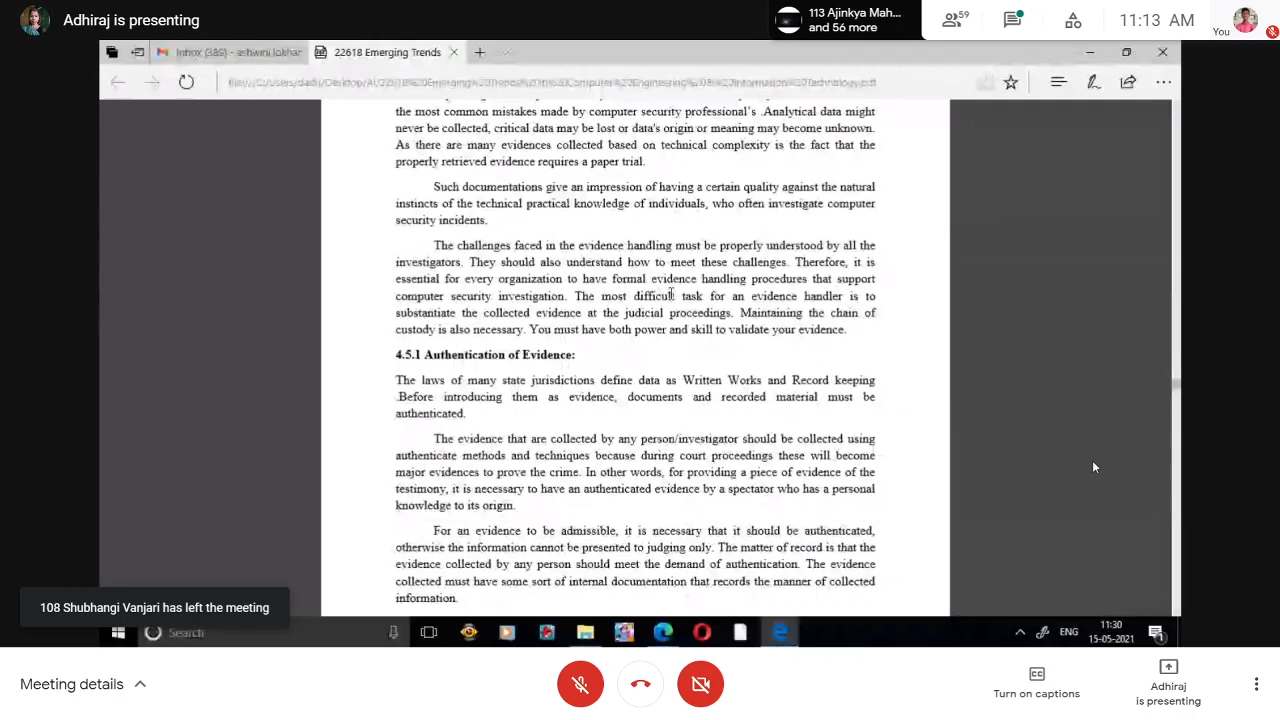 Adhiraj is presenting
113 Ajinkya Mah...
and 56 more
59
11:13 AM
You
Inbox (389) - ashwini.lokhar
22618 Emerging Trends
the most common mistakes made by computer security professional's .Analytical data might
never be collected, critical data may be lost or data's origin or meaning may become unknown.
As there are many evidences collected based on technical complexity is the fact that the
properly retrieved evidence requires a paper trial.
Such documentations give an impression of having a certain quality against the natural
instincts of the technical practical knowledge of individuals, who often investigate computer
security incidents.
The challenges faced in the evidence handling must be properly understood by all the
investigators. They should also understand how to meet these challenges. Therefore, it is
essential for every organization to have formal evidence handling procedures that support
computer security investigation. The most difficult task for an evidence handler is to
substantiate the collected evidence at the judicial proceedings. Maintaining the chain of
custody is also necessary. You must have both power and skill to validate your evidence.
4.5.1 Authentication of Evidence:
The laws of many state jurisdictions define data as Written Works and Record keeping
.Before introducing them as evidence, documents and recorded material must be
authenticated.
The evidence that are collected by any person/investigator should be collected using
authenticate methods and techniques because during court proceedings these will become
major evidences to prove the crime. In other words, for providing a piece of evidence of the
testimony, it is necessary to have an authenticated evidence by a spectator who has a personal
knowledge to its origin.
For an evidence to be admissible, it is necessary that it should be authenticated,
otherwise the information cannot be presented to judging only. The matter of record is that the
evidence collected by any person should meet the demand of authentication. The evidence
collected must have some sort of internal documentation that records the manner of collected
information.
108 Shubhangi Vanjari has left the meeting
Search
ENG
11:30
15-05-2021
Meeting details
Turn on captions
Adhiraj
is presenting